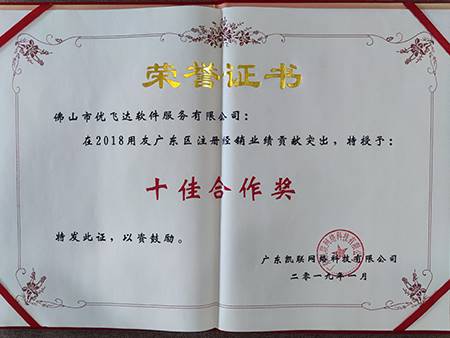 荣誉证书
佛山市优飞达软件服务有限公司：
在2018用友广东区注册经销业绩贡献突出，特授予：
十佳合作奖
特发此证，以资鼓励。
广东凯联网络科技有限公司
二零一九年一月